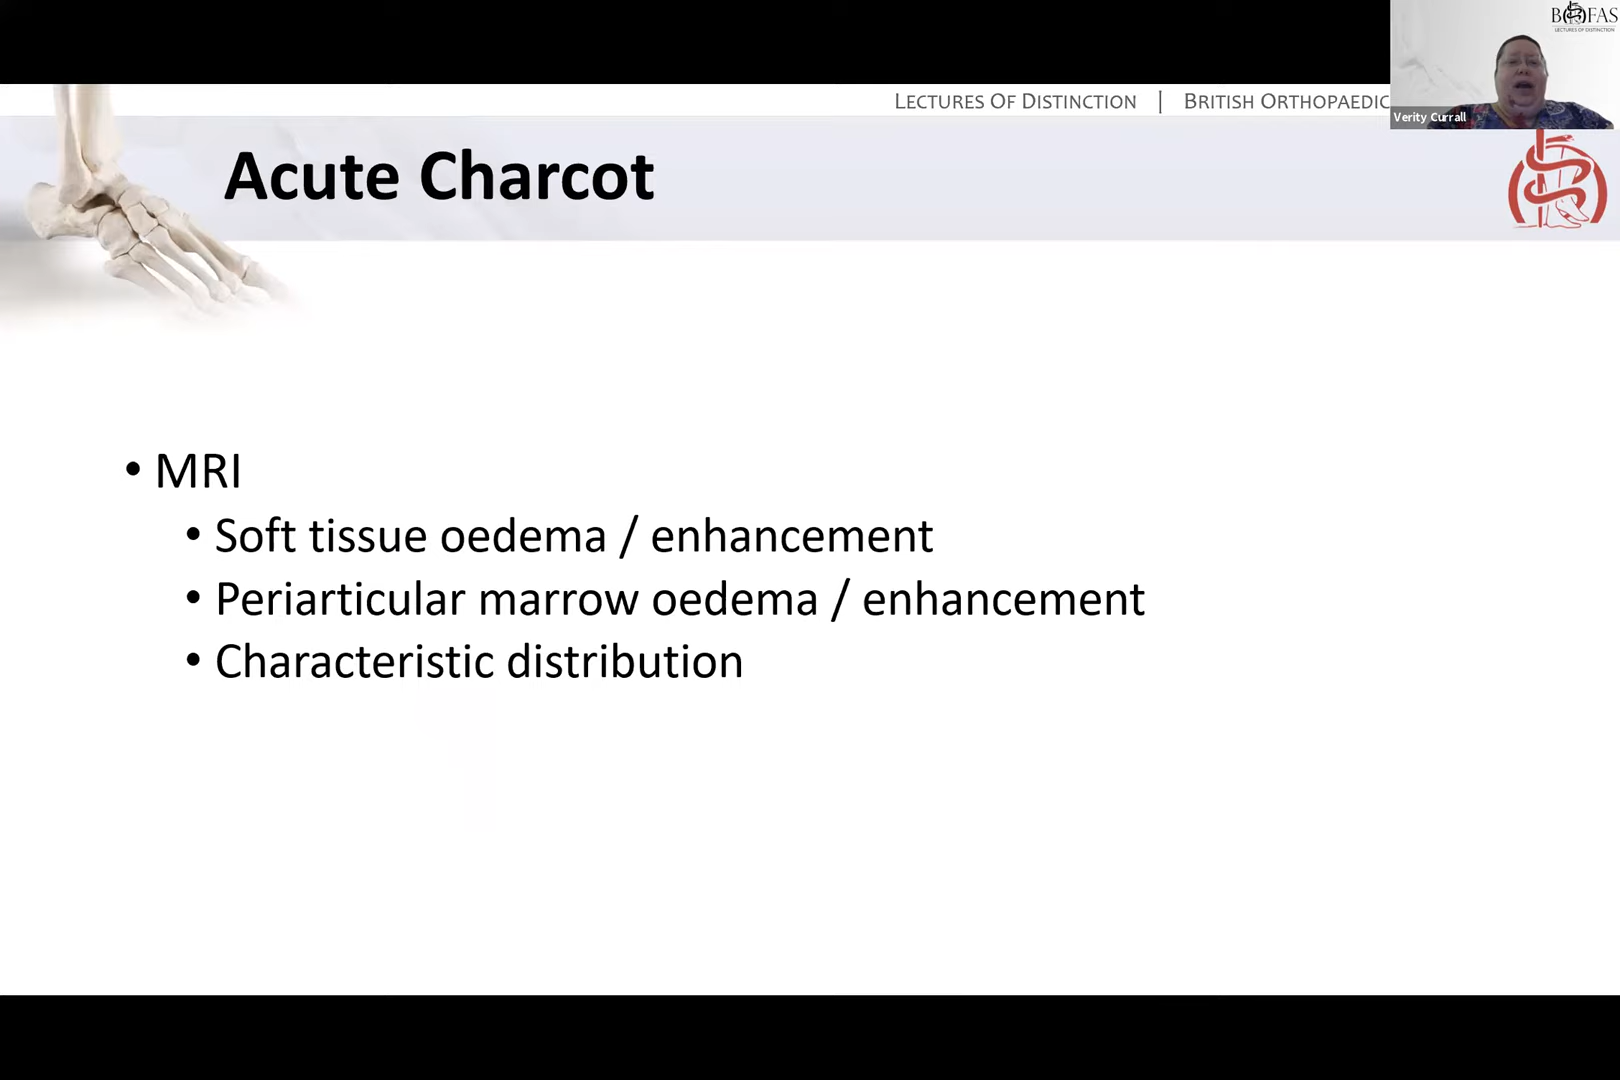 B FAS
LECTURES OF DISTINCTION
LECTURES OF DISTINCTION | BRITISH ORTHOPAEDIC
Verity Currall
Acute Charcot
• MRI
• Soft tissue oedema / enhancement
• Periarticular marrow oedema / enhancement
• Characteristic distribution